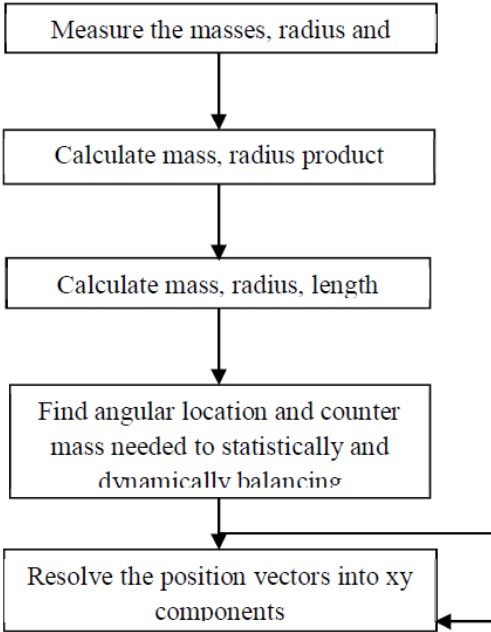 Measure the masses, radius and
Calculate mass, radius product
Calculate mass, radius, length
Find angular location and counter
mass needed to statistically and
dynamically balancing
Resolve the position vectors into xy
components